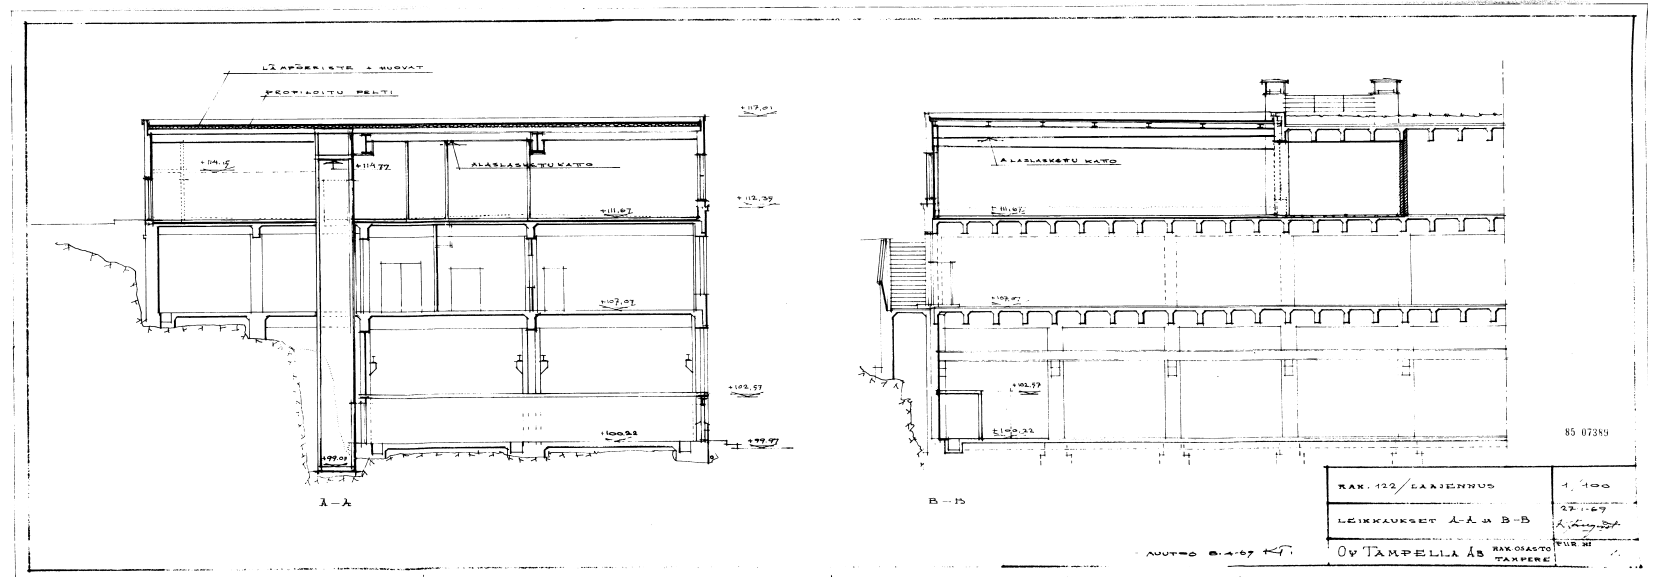 LÄMPÖERISTE + HUOVAT
PROFILOITU PELTI
+117,01
+114.15
+114.77
ALASLASKETTU KATTO
+112,39
+111.67
+107,07
+102,57
+100.22
+99.97
+99.07
A-A
ALASLASKETTU KATTO
+111.67
+107.07
+102.57
+100.22
B-B
85 07389
RAK. 122/LAAJENNUS
1/100
LEIKKAUKSET A-A JA B-B
27.1-67
MUUTOS 8.4-67
OY TAMPELLA AB
RAK.OSASTO
TAMPERE
PIIR. N: